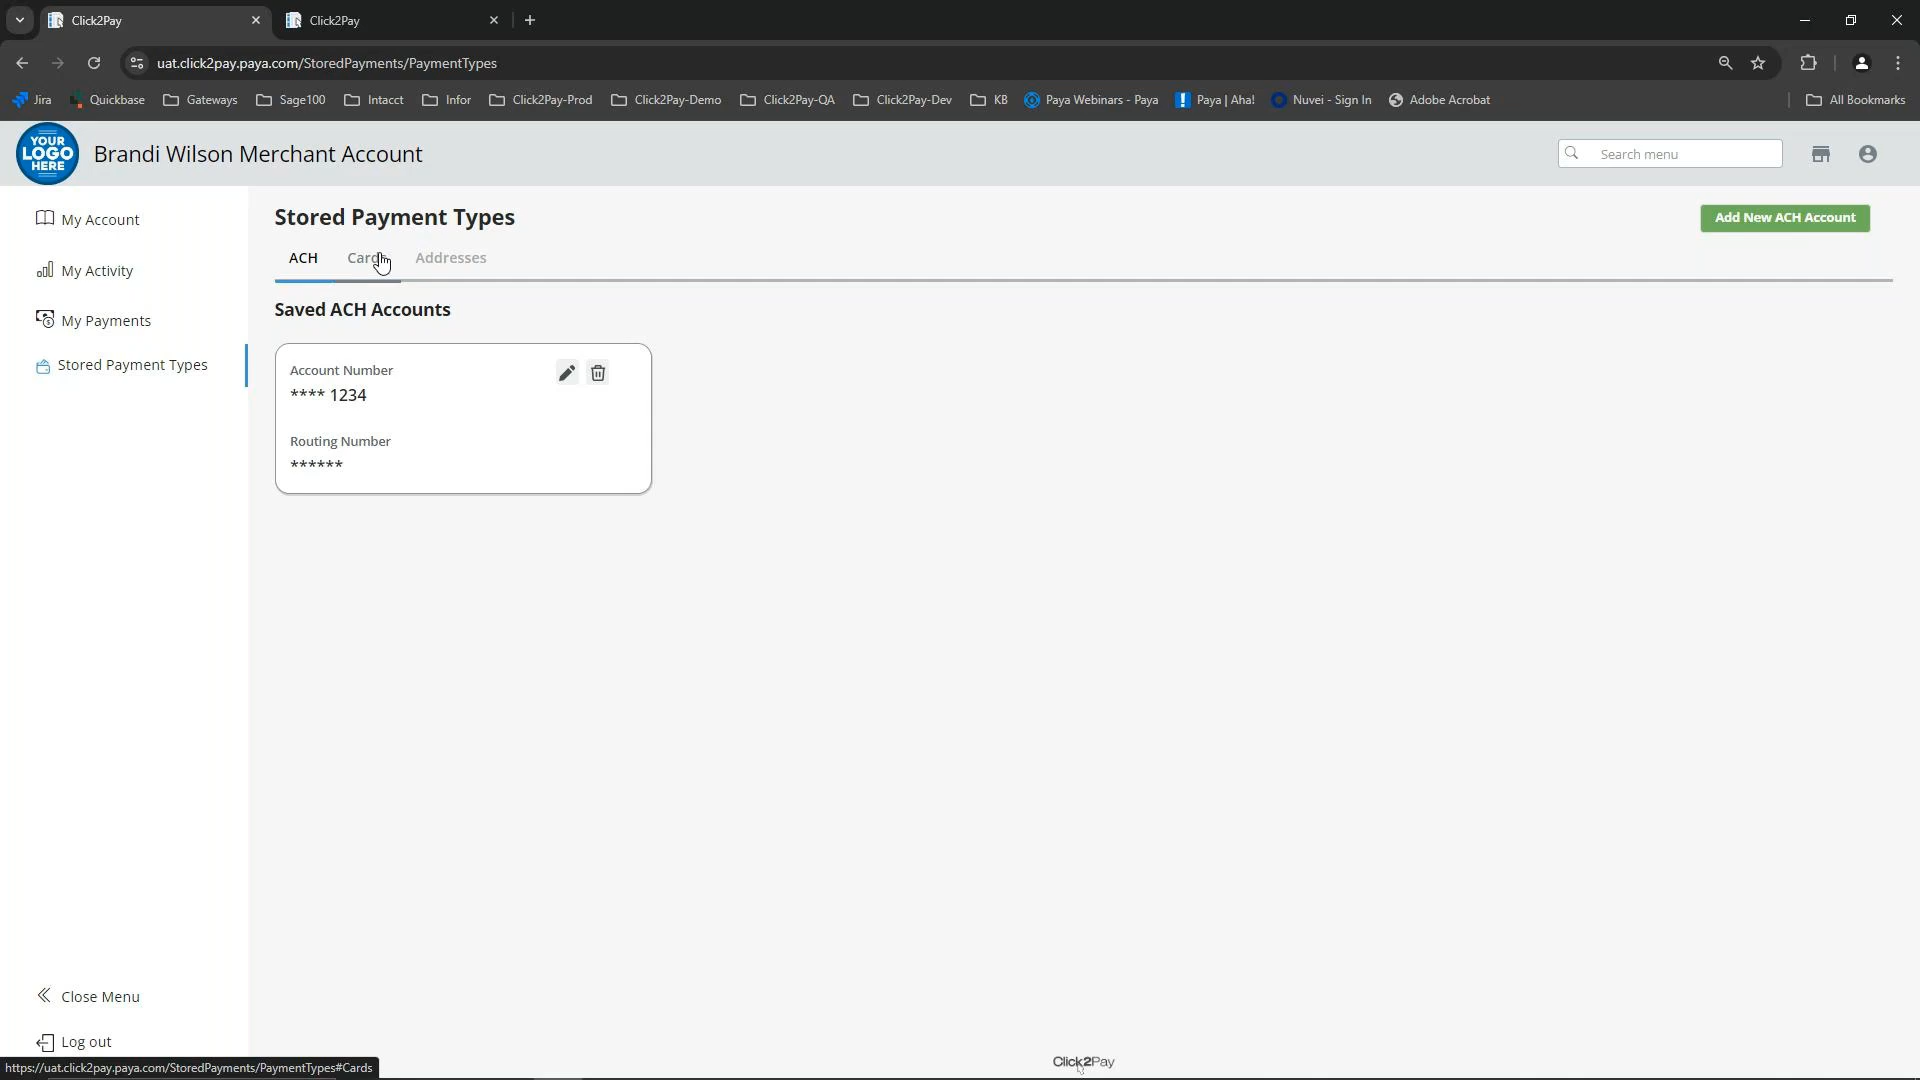 Click2Pay
Click2Pay
uat.click2pay.paya.com/StoredPayments/PaymentTypes
Jira
Quickbase
Gateways
Sage100
Intacct
Infor
Click2Pay-Prod
Click2Pay-Demo
Click2Pay-QA
Click2Pay-Dev
KB
Paya Webinars - Paya
Paya | Aha!
Nuvei - Sign In
Adobe Acrobat
All Bookmarks
YOUR
LOGO
HERE
Brandi Wilson Merchant Account
Search menu
My Account
My Activity
My Payments
Stored Payment Types
Stored Payment Types
Add New ACH Account
ACH
Cards
Addresses
Saved ACH Accounts
Account Number
**** 1234
Routing Number
******
Close Menu
Log out
https://uat.click2pay.paya.com/StoredPayments/PaymentTypes#Cards
Click2Pay